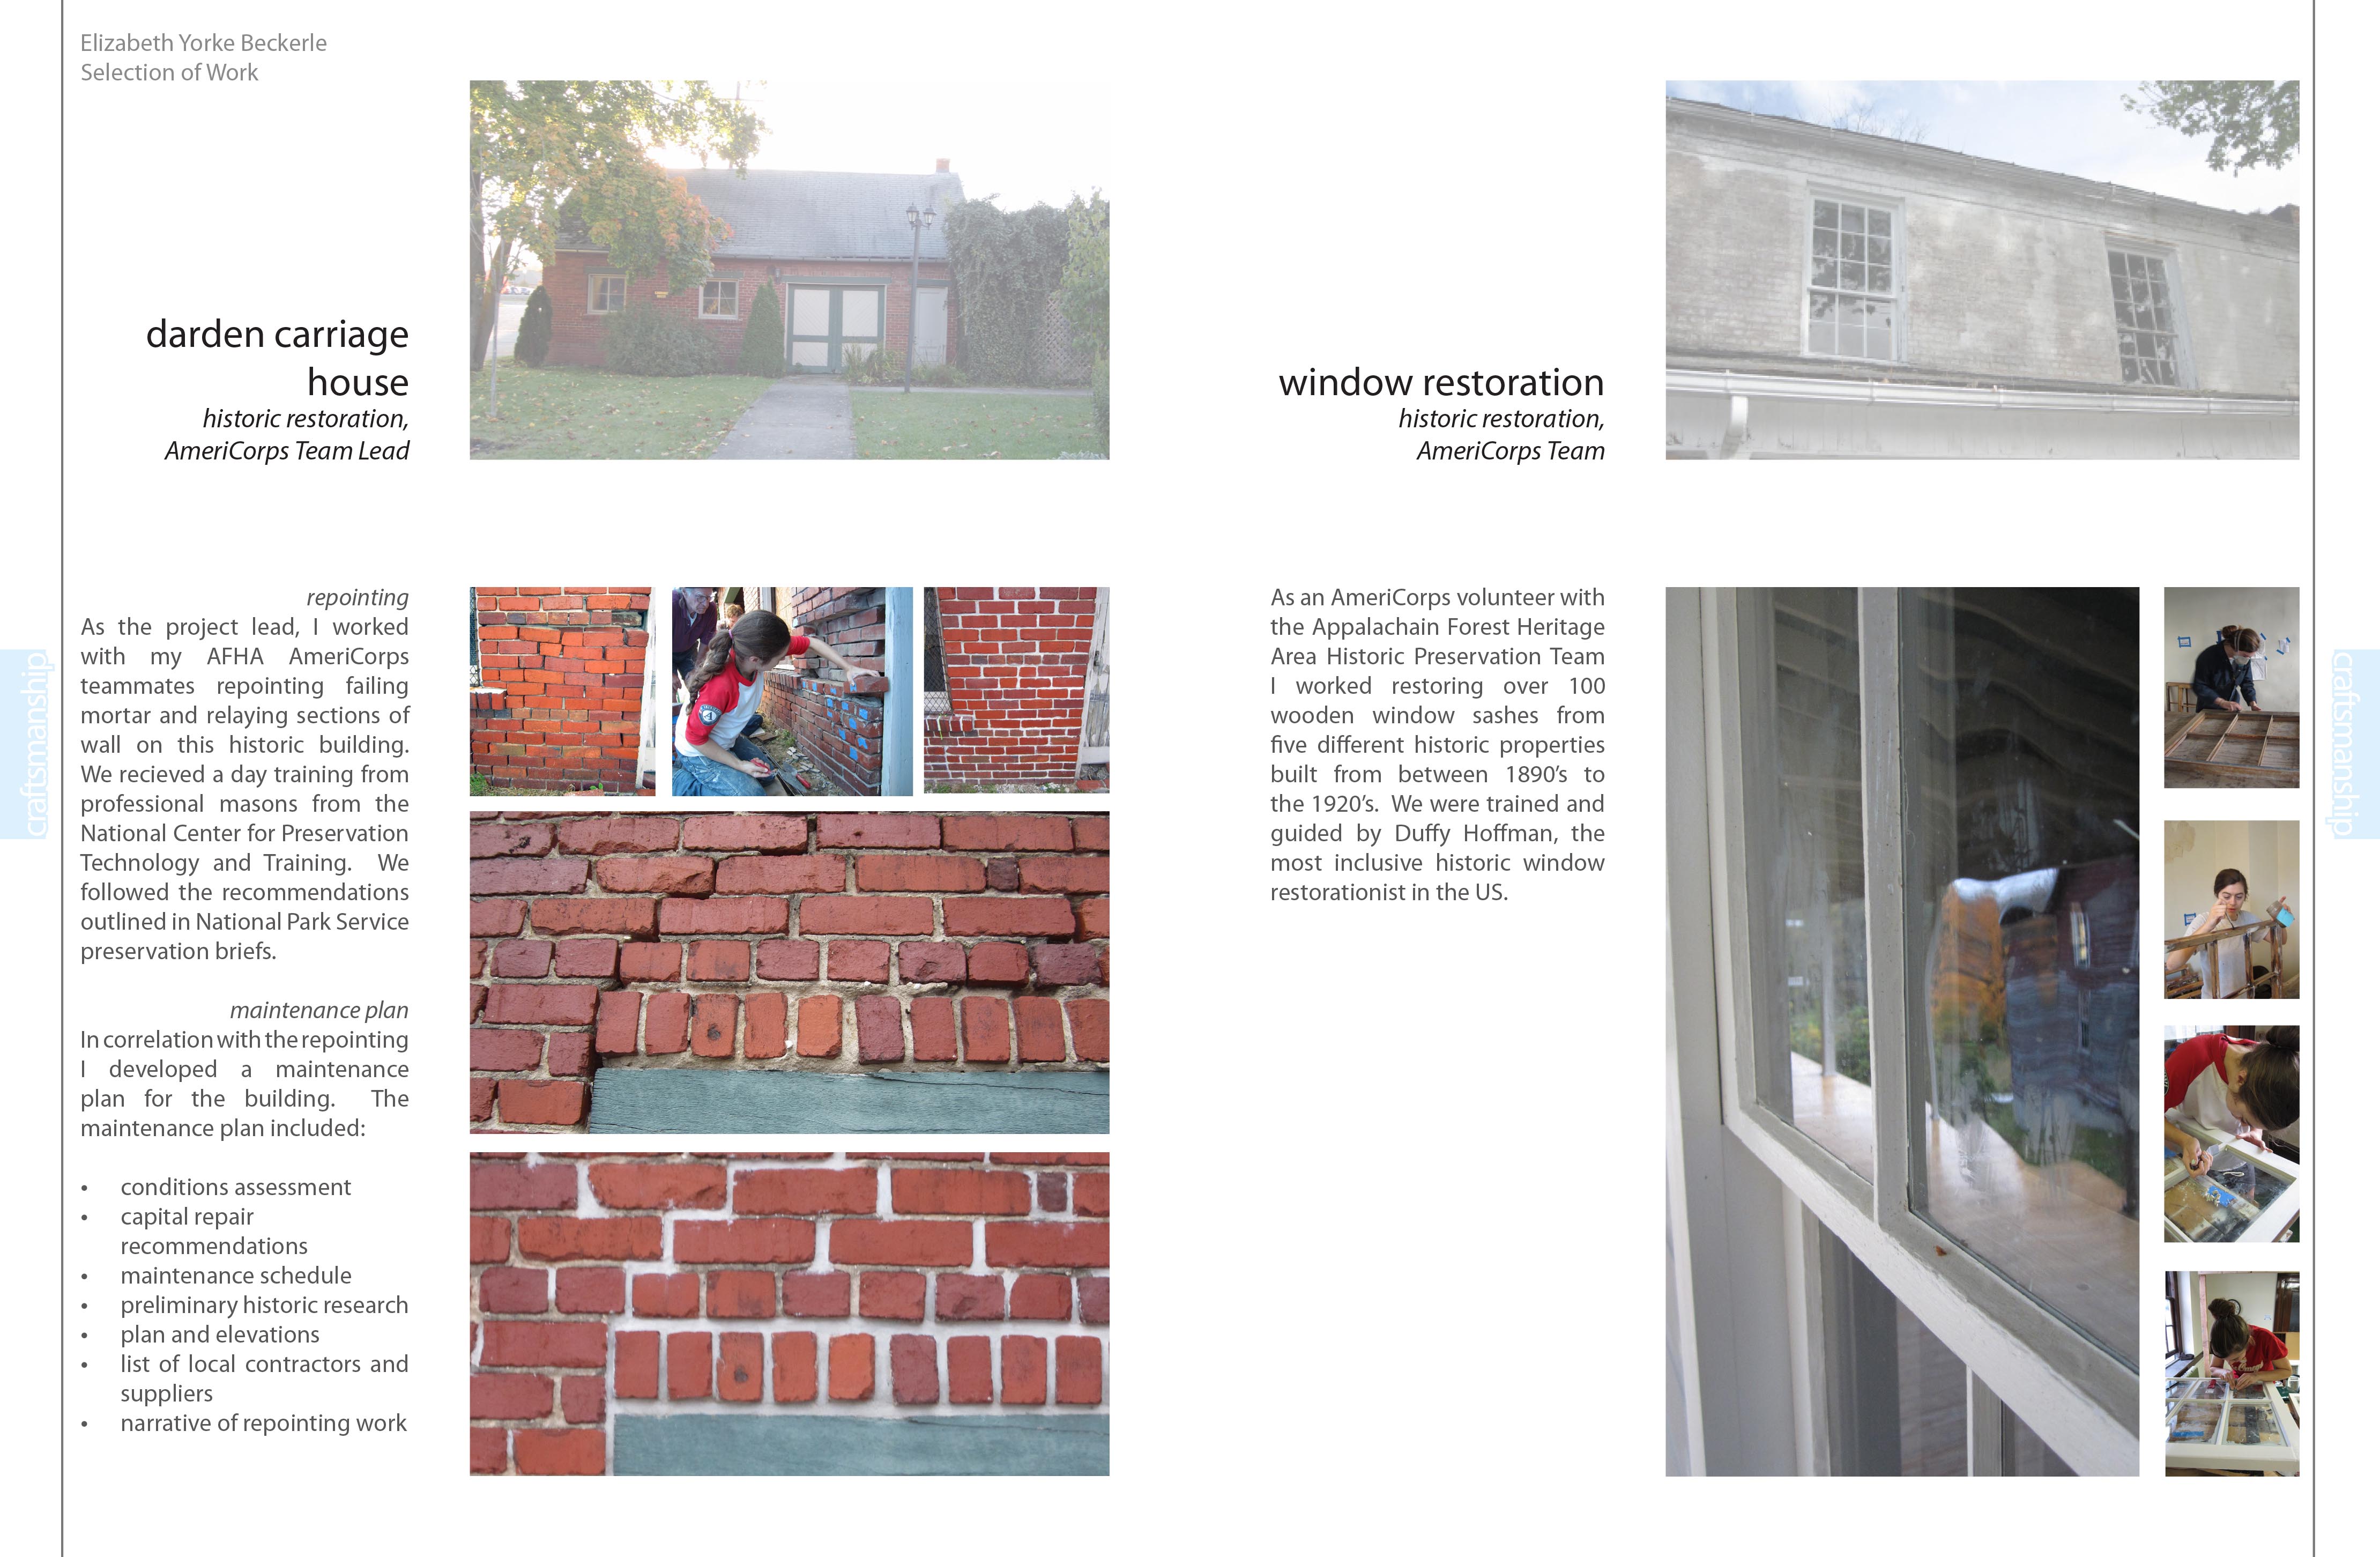 Elizabeth Yorke Beckerle
Selection of Work
darden carriage
house
historic restoration,
AmeriCorps Team Lead
repointing
As the project lead, I worked
with my AFHA AmeriCorps
teammates repointing failing
mortar and relaying sections of
wall on this historic building.
We recieved a day training from
professional masons from the
National Center for Preservation
Technology and Training. We
followed the recommendations
outlined in National Park Service
preservation briefs.
maintenance plan
In correlation with the repointing
I developed a maintenance
plan for the building. The
maintenance plan included:
• conditions assessment
• capital repair
recommendations
• maintenance schedule
• preliminary historic research
• plan and elevations
• list of local contractors and
suppliers
• narrative of repointing work
craftsmanship
window restoration
historic restoration,
AmeriCorps Team
As an AmeriCorps volunteer with
the Appalachain Forest Heritage
Area Historic Preservation Team
I worked restoring over 100
wooden window sashes from
five different historic properties
built from between 1890's to
the 1920's. We were trained and
guided by Duffy Hoffman, the
most inclusive historic window
restorationist in the US.
craftsmanship